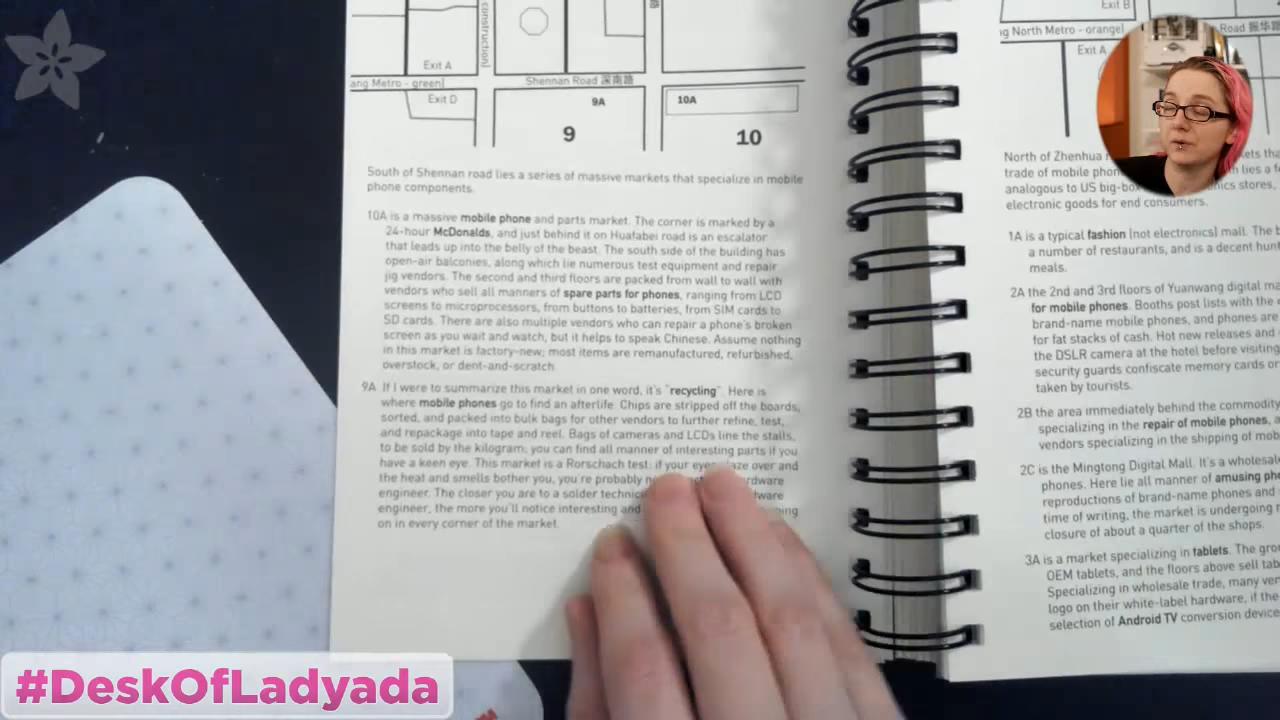 Exit A
construction]
ang Metro - green]
Shennan Road 深南路
Exit D
9A
10A
9
10
South of Shennan road lies a series of massive markets that specialize in mobile
phone components.
10A is a massive mobile phone and parts market. The corner is marked by a
24-hour McDonalds, and just behind it on Huafabei road is an escalator
that leads up into the belly of the beast. The south side of the building has
open-air balconies, along which lie numerous test equipment and repair
jig vendors. The second and third floors are packed from wall to wall with
vendors who sell all manners of spare parts for phones, ranging from LCD
screens to microprocessors, from buttons to batteries, from SIM cards to
SD cards. There are also multiple vendors who can repair a phone's broken
screen as you wait and watch, but it helps to speak Chinese. Assume nothing
in this market is factory-new; most items are remanufactured, refurbished,
overstock, or dent-and-scratch.
9A If I were to summarize this market in one word, it's "recycling". Here is
where mobile phones go to find an afterlife. Chips are stripped off the boards,
sorted, and packed into bulk bags for other vendors to further refine, test,
and repackage into tape and reel. Bags of cameras and LCDs line the stalls,
to be sold by the kilogram; you can find all manner of interesting parts if you
have a keen eye. This market is a Rorschach test: if your eyes glaze over and
the heat and smells bother you, you're probably
engineer. The closer you are to a solder
engineer, the more you'll notice interesting and
on in every corner of the market.
Exit B
ng North Metro - orange]
Road 振华路
Exit A
North of Zhenhua
trade of mobile phon lies a
analogous to US big-box stores,
electronic goods for end consumers.
1A is a typical fashion [not electronics] mall. The
a number of restaurants, and is a decent
meals.
2A the 2nd and 3rd floors of Yuanwang digital
for mobile phones. Booths post lists with the
brand-name mobile phones, and phones are
for fat stacks of cash. Hot new releases and
the DSLR camera at the hotel before visiting
security guards confiscate memory cards or
taken by tourists.
2B the area immediately behind the commodity
specializing in the repair of mobile phones,
vendors specializing in the shipping of
2C is the Mingtong Digital Mall. It's a wholesale
phones. Here lie all manner of amusing
reproductions of brand-name phones and
time of writing, the market is undergoing
closure of about a quarter of the shops.
3A is a market specializing in tablets. The
OEM tablets, and the floors above sell
Specializing in wholesale trade, many
logo on their white-label hardware, if the
selection of Android TV conversion
#DeskOfLadyada